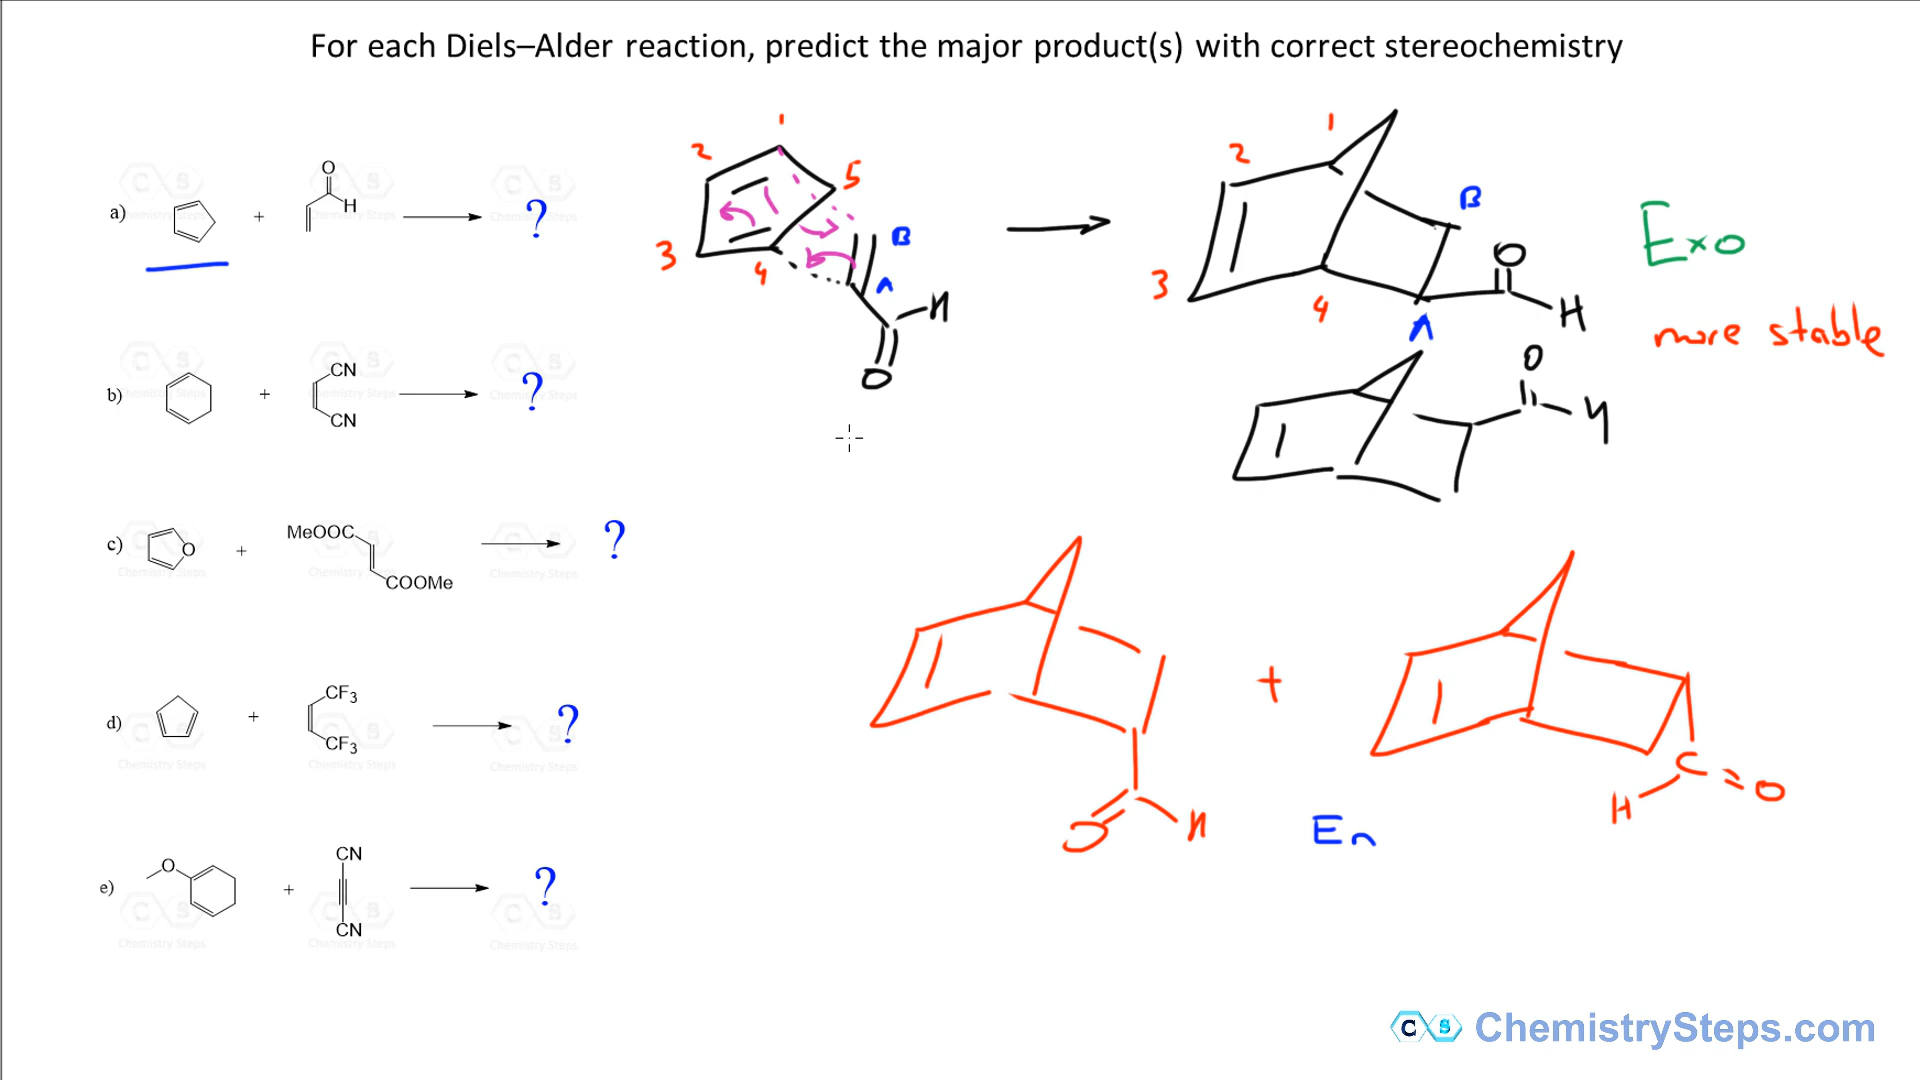 For each Diels–Alder reaction, predict the major product(s) with correct stereochemistry
a)
+
O
H
?
b)
+
CN
CN
?
c)
O
+
MeOOC
COOMe
?
d)
+
CF3
CF3
?
e)
O
+
CN
CN
?
1
2
3
4
5
B
A
H
O
1
2
3
4
B
A
O
H
Exo
more stable
O
H
O
H
+
C=O
H
En
CS ChemistrySteps.com